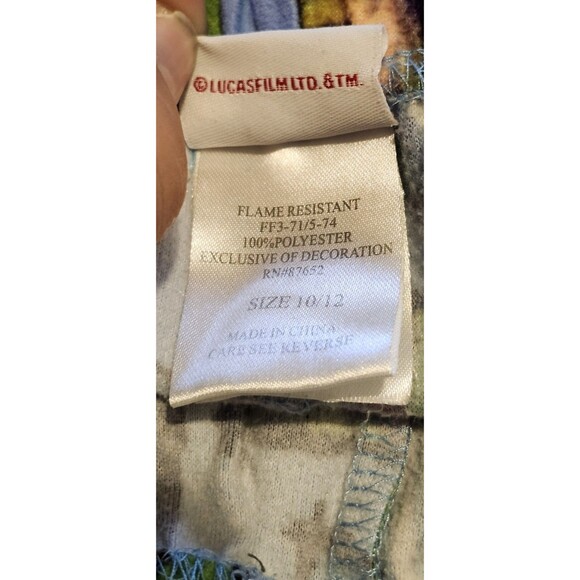 ©LUCASFILM LTD. & TM.
FLAME RESISTANT
FF3-71/5-74
100%POLYESTER
EXCLUSIVE OF DECORATION
RN#87652
SIZE 10/12
MADE IN CHINA
CARE SEE REVERSE